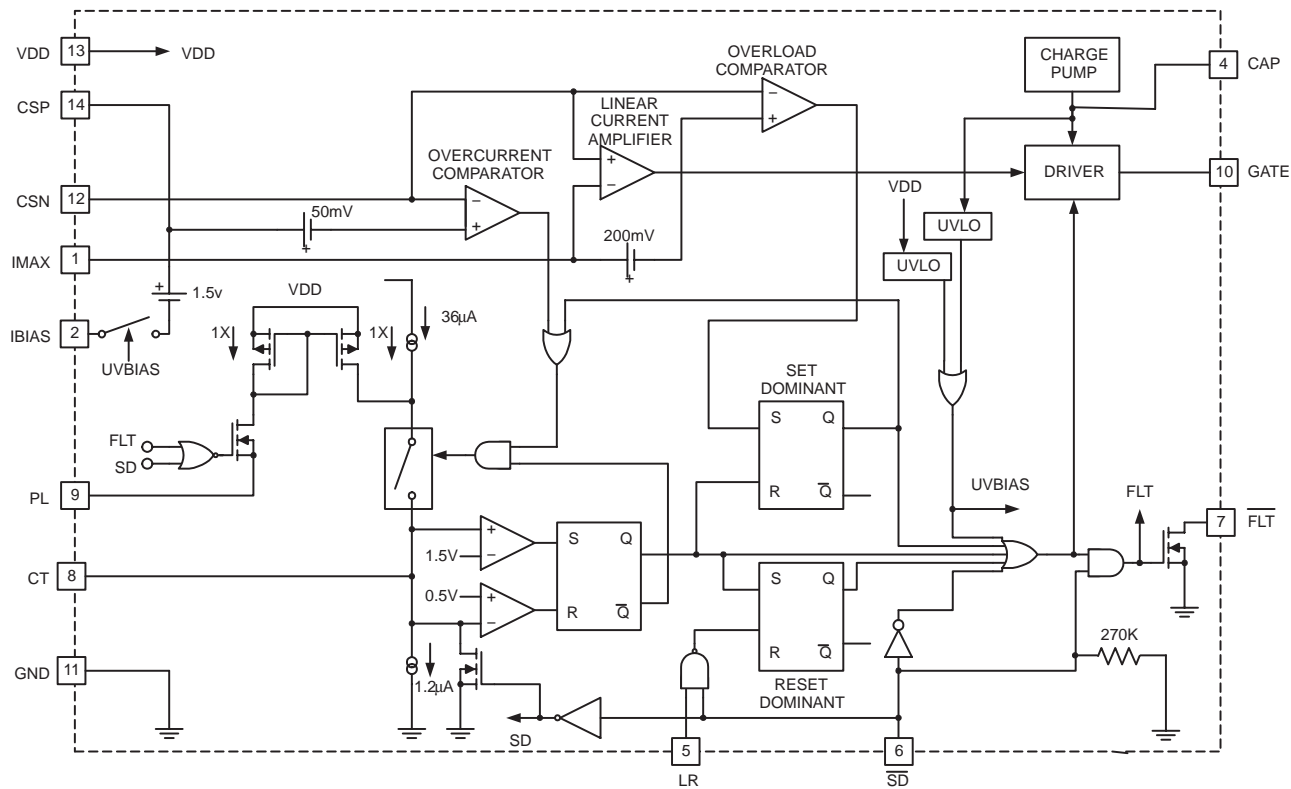 VDD
13
VDD
CSP
14
CSN
12
IMAX
1
IBIAS
2
UVBIAS
1.5v
+
50mV
+
OVERCURRENT
COMPARATOR
−
+
LINEAR
CURRENT
AMPLIFIER
+
−
OVERLOAD
COMPARATOR
−
+
200mV
+
CHARGE
PUMP
4
CAP
DRIVER
10
GATE
VDD
UVLO
UVLO
VDD
1X
1X
36μA
FLT
SD
PL
9
CT
8
GND
11
1.5V
+
−
0.5V
+
−
S
Q
R
Q̅
1.2μA
SD
SET
DOMINANT
S
Q
R
Q̅
S
Q
R
Q̅
RESET
DOMINANT
UVBIAS
FLT
7
F̅L̅T̅
270K
5
LR
6
S̅D̅